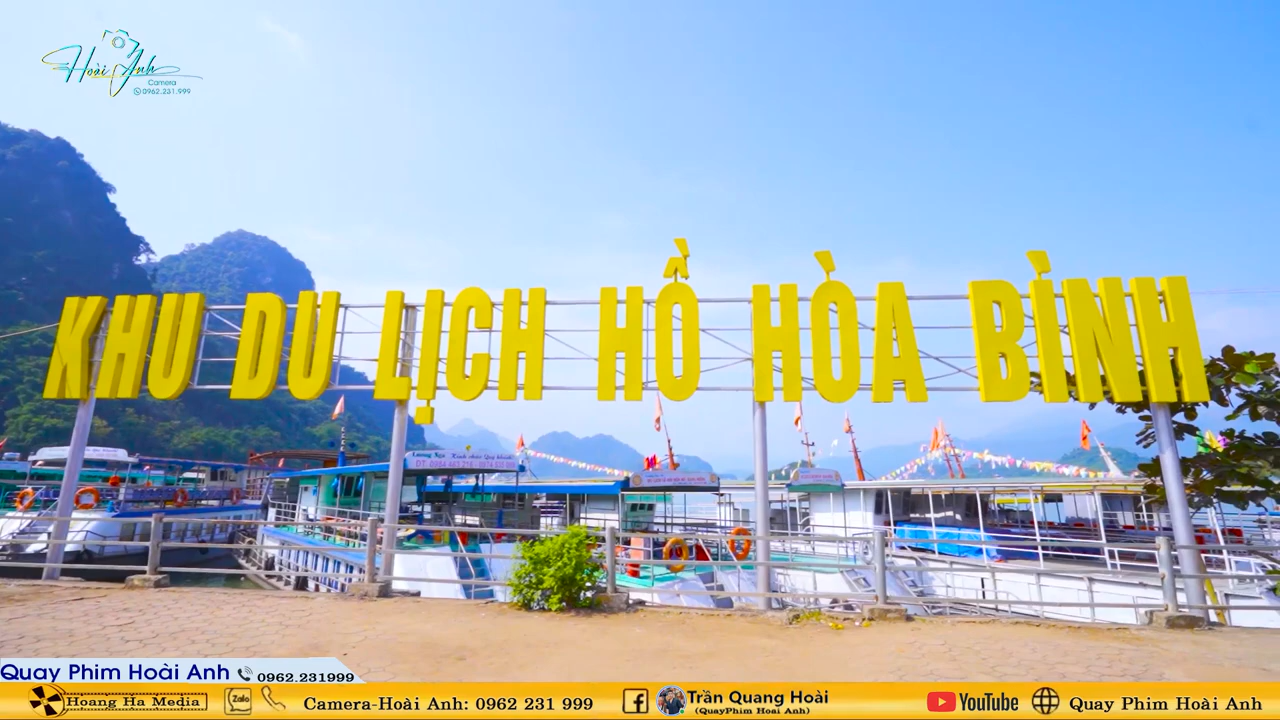 Hoài Anh
Camera
0962.231.999
KHU DU LỊCH HỒ HÒA BÌNH
Quay Phim Hoài Anh 0962.231999
Hoang Ha Media
Zalo
Camera-Hoài Anh: 0962 231 999
Trần Quang Hoài
(QuayPhim Hoai Anh)
YouTube
Quay Phim Hoài Anh